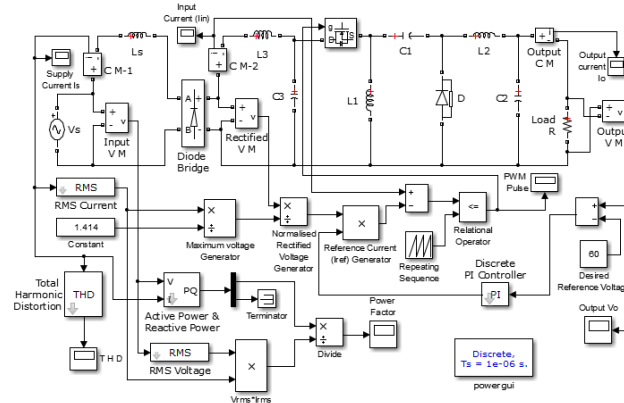 Input
Current (Iin)
Ls
L3
g
S
C1
L2
Output
C M
Output
current
Io
Supply
Current Is
C M-1
C M-2
C3
L1
D
C2
Vs
A
B
Load
R
v
Input
V M
Diode
Bridge
v
Rectified
V M
v
Output
V M
PWM
Pulse
RMS
RMS Current
1.414
Constant
Maximum voltage
Generator
Normalised
Rectified
Voltage
Generator
Reference Current
(Iref) Generator
Repeating
Sequence
<=
Relational
Operator
60
Desired
Reference Voltage
Discrete
PI Controller
PI
Total
Harmonic
Distortion
THD
V
I
PQ
Active Power &
Reactive Power
Terminator
Divide
Power
Factor
Output Vo
T H D
RMS
RMS Voltage
Vrms*Irms
Discrete,
Ts = 1e-06 s.
powergui